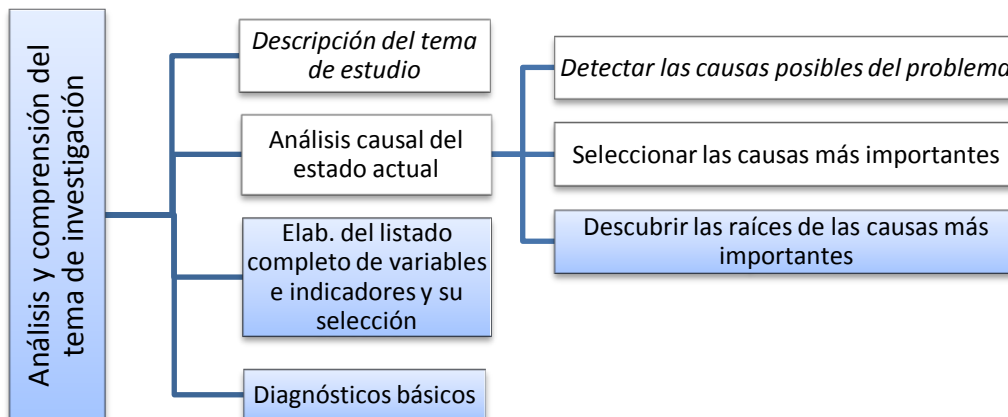 Análisis y comprensión del
tema de investigación
Descripción del tema
de estudio
Análisis causal del
estado actual
Elab. del listado
completo de variables
e indicadores y su
selección
Diagnósticos básicos
Detectar las causas posibles del problema
Seleccionar las causas más importantes
Descubrir las raíces de las causas más
importantes